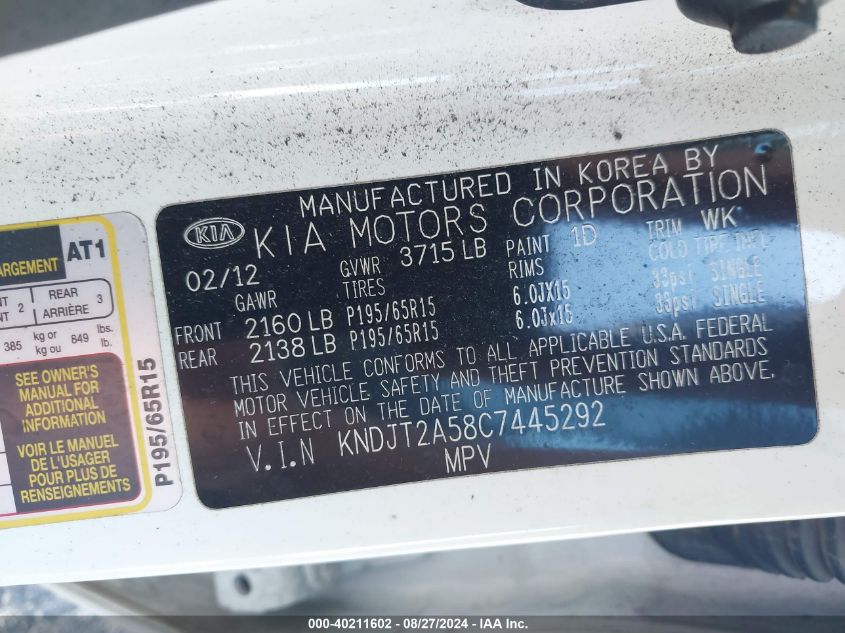 MANUFACTURED IN KOREA BY
KIA KIA MOTORS CORPORATION
02/12 GVWR 3715 LB PAINT 1D TRIM WK
GAWR TIRES RIMS COLD TIRE INFL
FRONT 2160 LB P195/65R15 6.0JX15 33psi SINGLE
REAR 2138 LB P195/65R15 6.0JX15 33psi SINGLE
THIS VEHICLE CONFORMS TO ALL APPLICABLE U.S.A. FEDERAL
MOTOR VEHICLE SAFETY AND THEFT PREVENTION STANDARDS
IN EFFECT ON THE DATE OF MANUFACTURE SHOWN ABOVE.
V.I.N KNDJT2A58C7445292
MPV
ARGEMENT AT1
2 REAR 3
ARRIÈRE
385 kg or 849 lbs.
kg ou lb.
SEE OWNER'S
MANUAL FOR
ADDITIONAL
INFORMATION
VOIR LE MANUEL
DE L'USAGER
POUR PLUS DE
RENSEIGNEMENTS
P195/65R15
000-40211602 - 08/27/2024 - IAA Inc.